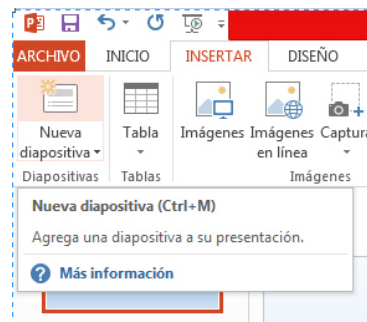 ARCHIVO INICIO INSERTAR DISEÑO
Nueva diapositiva
Tabla
Imágenes
Imágenes en línea
Captura
Diapositivas Tablas Imágenes
Nueva diapositiva (Ctrl+M)
Agrega una diapositiva a su presentación.
Más información